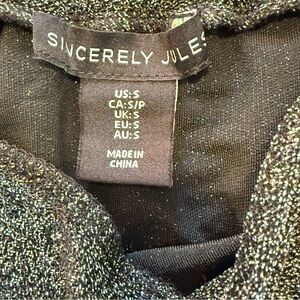 SINCERELY JULES
US:S
CA:S/P
UK:S
EU:S
AU:S
MADE IN
CHINA